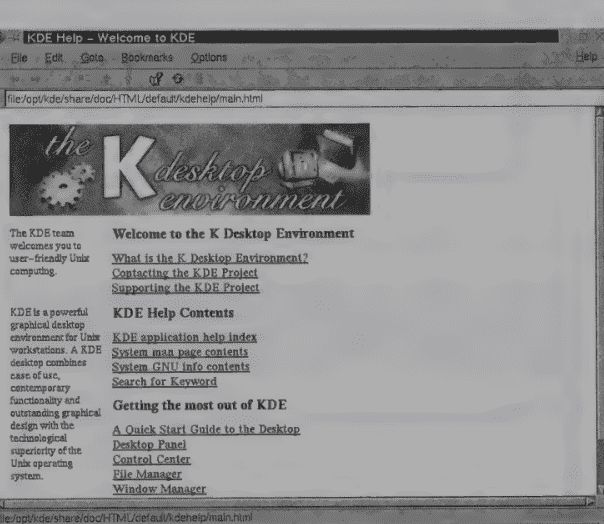 KDE Help - Welcome to KDE
File Edit Goto Bookmarks Options Help
file:/opt/kde/share/doc/HTML/default/kdehelp/main.html
the K desktop environment
The KDE team
welcomes you to
user-friendly Unix
computing.
KDE is a powerful
graphical desktop
environment for Unix
workstations. A KDE
desktop combines
ease of use,
contemporary
functionality and
outstanding graphical
design with the
technological
superiority of the
Unix operating
system.
Welcome to the K Desktop Environment
What is the K Desktop Environment?
Contacting the KDE Project
Supporting the KDE Project
KDE Help Contents
KDE application help index
System man page contents
System GNU info contents
Search for Keyword
Getting the most out of KDE
A Quick Start Guide to the Desktop
Desktop Panel
Control Center
File Manager
Window Manager
file:/opt/kde/share/doc/HTML/default/kdehelp/main.html